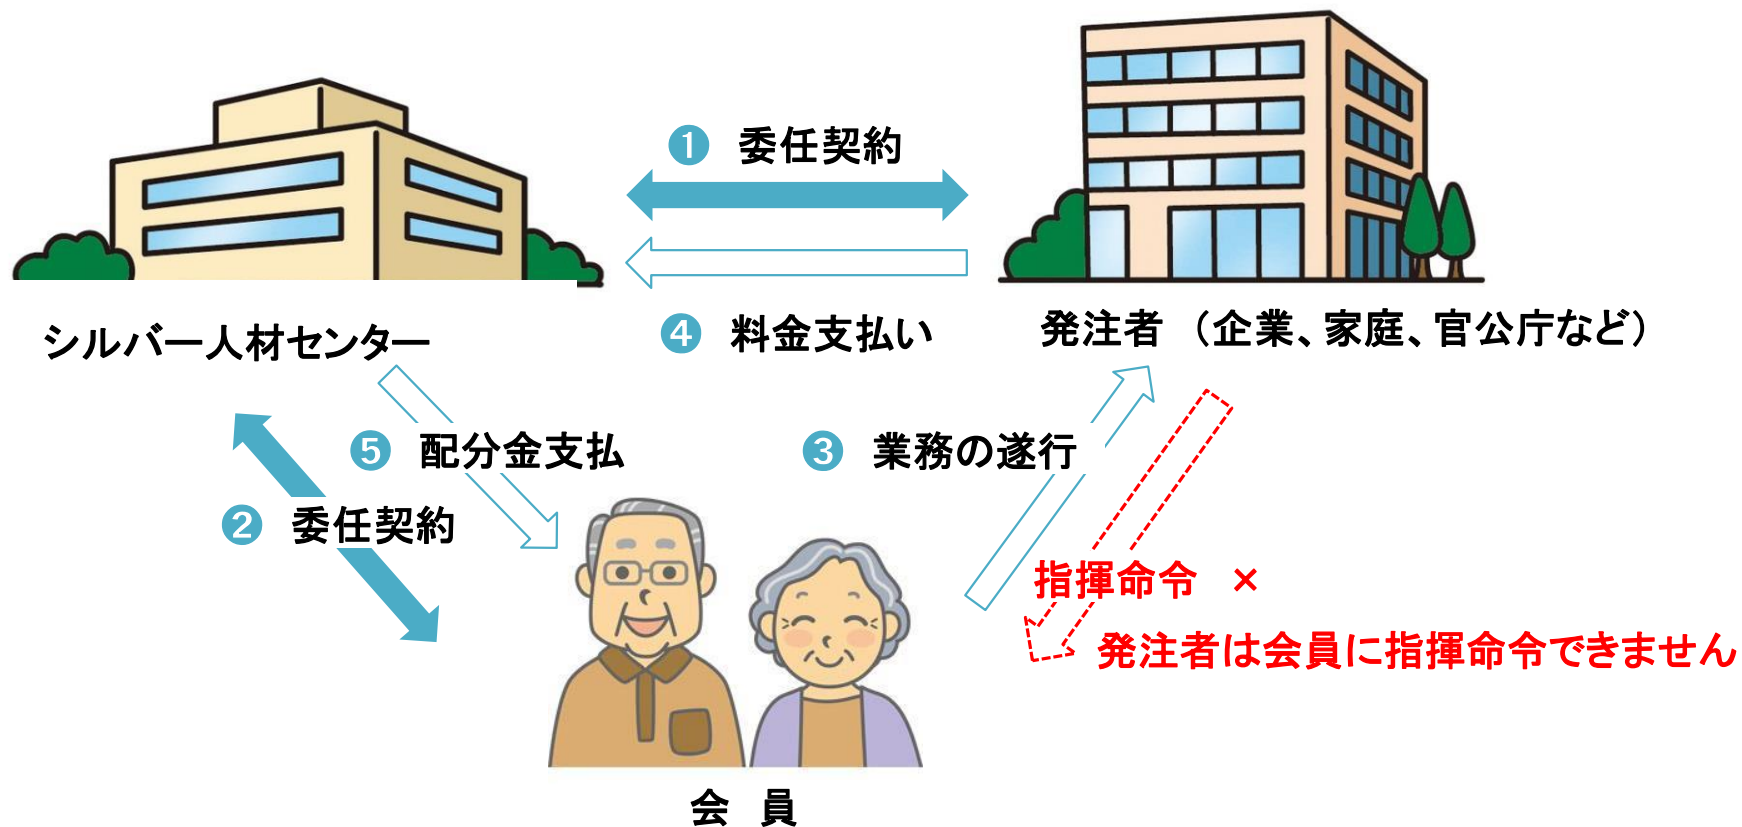 ❶ 委任契約
シルバー人材センター
❹ 料金支払い
発注者 （企業、家庭、官公庁など）
❺ 配分金支払
❸ 業務の遂行
❷ 委任契約
指揮命令 ×
発注者は会員に指揮命令できません
会 員